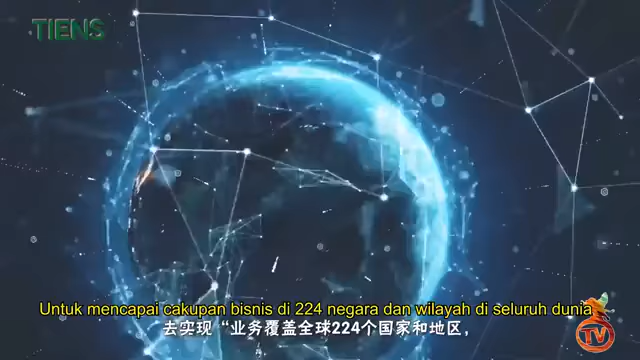 TIENS
Untuk mencapai cakupan bisnis di 224 negara dan wilayah di seluruh dunia
去实现“业务覆盖全球224个国家和地区,
TV